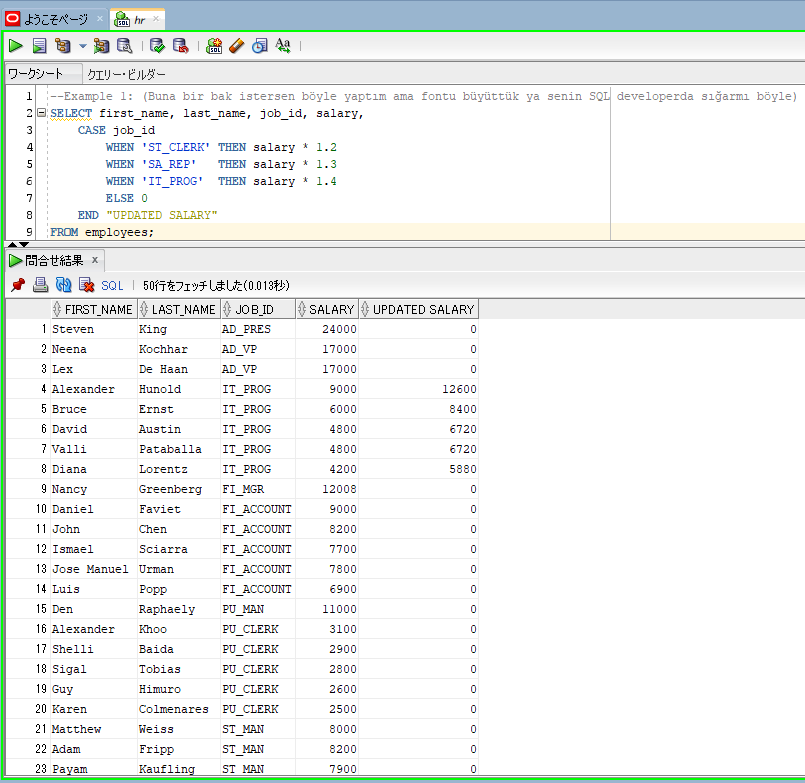 ようこそページ hr
ワークシート クエリー・ビルダー
1 --Example 1: (Buna bir bak istersen böyle yaptım ama fontu büyüttük ya senin SQL developerda sığarmı böyle)
2 SELECT first_name, last_name, job_id, salary,
3 CASE job_id
4 WHEN 'ST_CLERK' THEN salary * 1.2
5 WHEN 'SA_REP' THEN salary * 1.3
6 WHEN 'IT_PROG' THEN salary * 1.4
7 ELSE 0
8 END "UPDATED SALARY"
9 FROM employees;
問合せ結果 x
SQL 50行をフェッチしました(0.013秒)
FIRST_NAME LAST_NAME JOB_ID SALARY UPDATED SALARY
1 Steven King AD_PRES 24000 0
2 Neena Kochhar AD_VP 17000 0
3 Lex De Haan AD_VP 17000 0
4 Alexander Hunold IT_PROG 9000 12600
5 Bruce Ernst IT_PROG 6000 8400
6 David Austin IT_PROG 4800 6720
7 Valli Pataballa IT_PROG 4800 6720
8 Diana Lorentz IT_PROG 4200 5880
9 Nancy Greenberg FI_MGR 12008 0
10 Daniel Faviet FI_ACCOUNT 9000 0
11 John Chen FI_ACCOUNT 8200 0
12 Ismael Sciarra FI_ACCOUNT 7700 0
13 Jose Manuel Urman FI_ACCOUNT 7800 0
14 Luis Popp FI_ACCOUNT 6900 0
15 Den Raphaely PU_MAN 11000 0
16 Alexander Khoo PU_CLERK 3100 0
17 Shelli Baida PU_CLERK 2900 0
18 Sigal Tobias PU_CLERK 2800 0
19 Guy Himuro PU_CLERK 2600 0
20 Karen Colmenares PU_CLERK 2500 0
21 Matthew Weiss ST_MAN 8000 0
22 Adam Fripp ST_MAN 8200 0
23 Payam Kaufling ST_MAN 7900 0